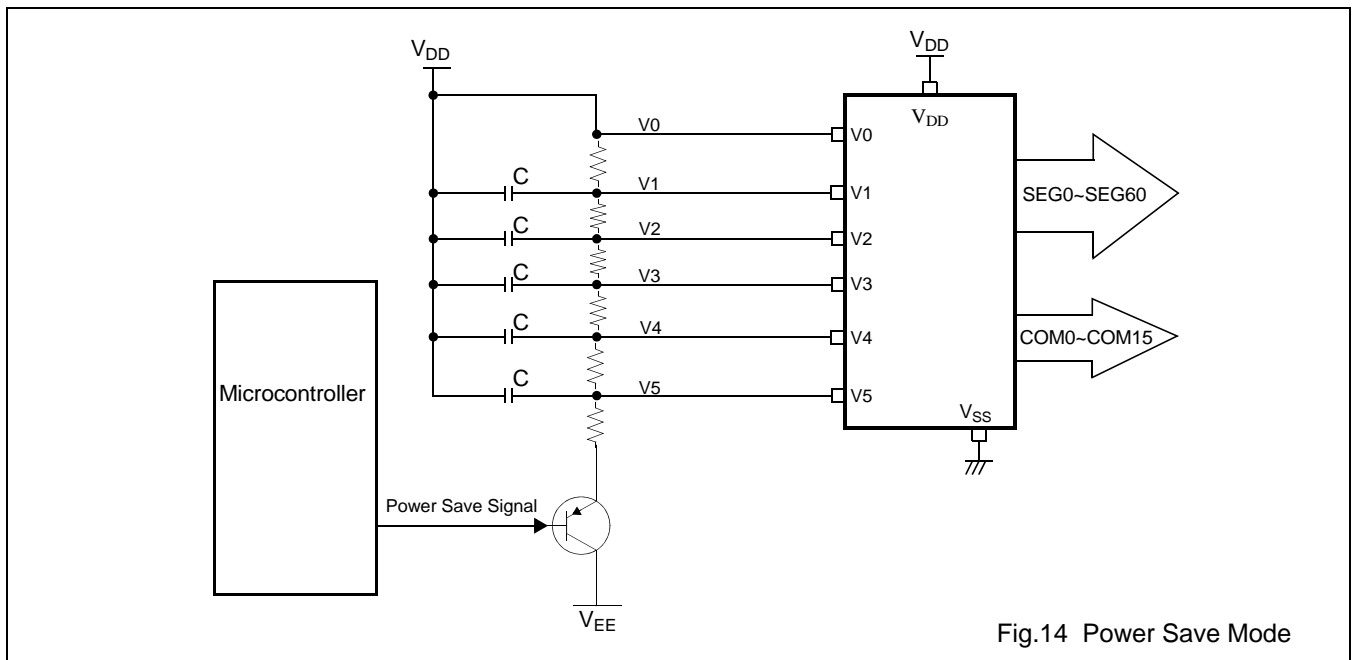 VDD
VDD
VDD
V0
V0
C
V1
V1
SEG0~SEG60
C
V2
V2
C
V3
V3
C
V4
V4
COM0~COM15
C
V5
V5
Microcontroller
VSS
Power Save Signal
VEE
Fig.14 Power Save Mode